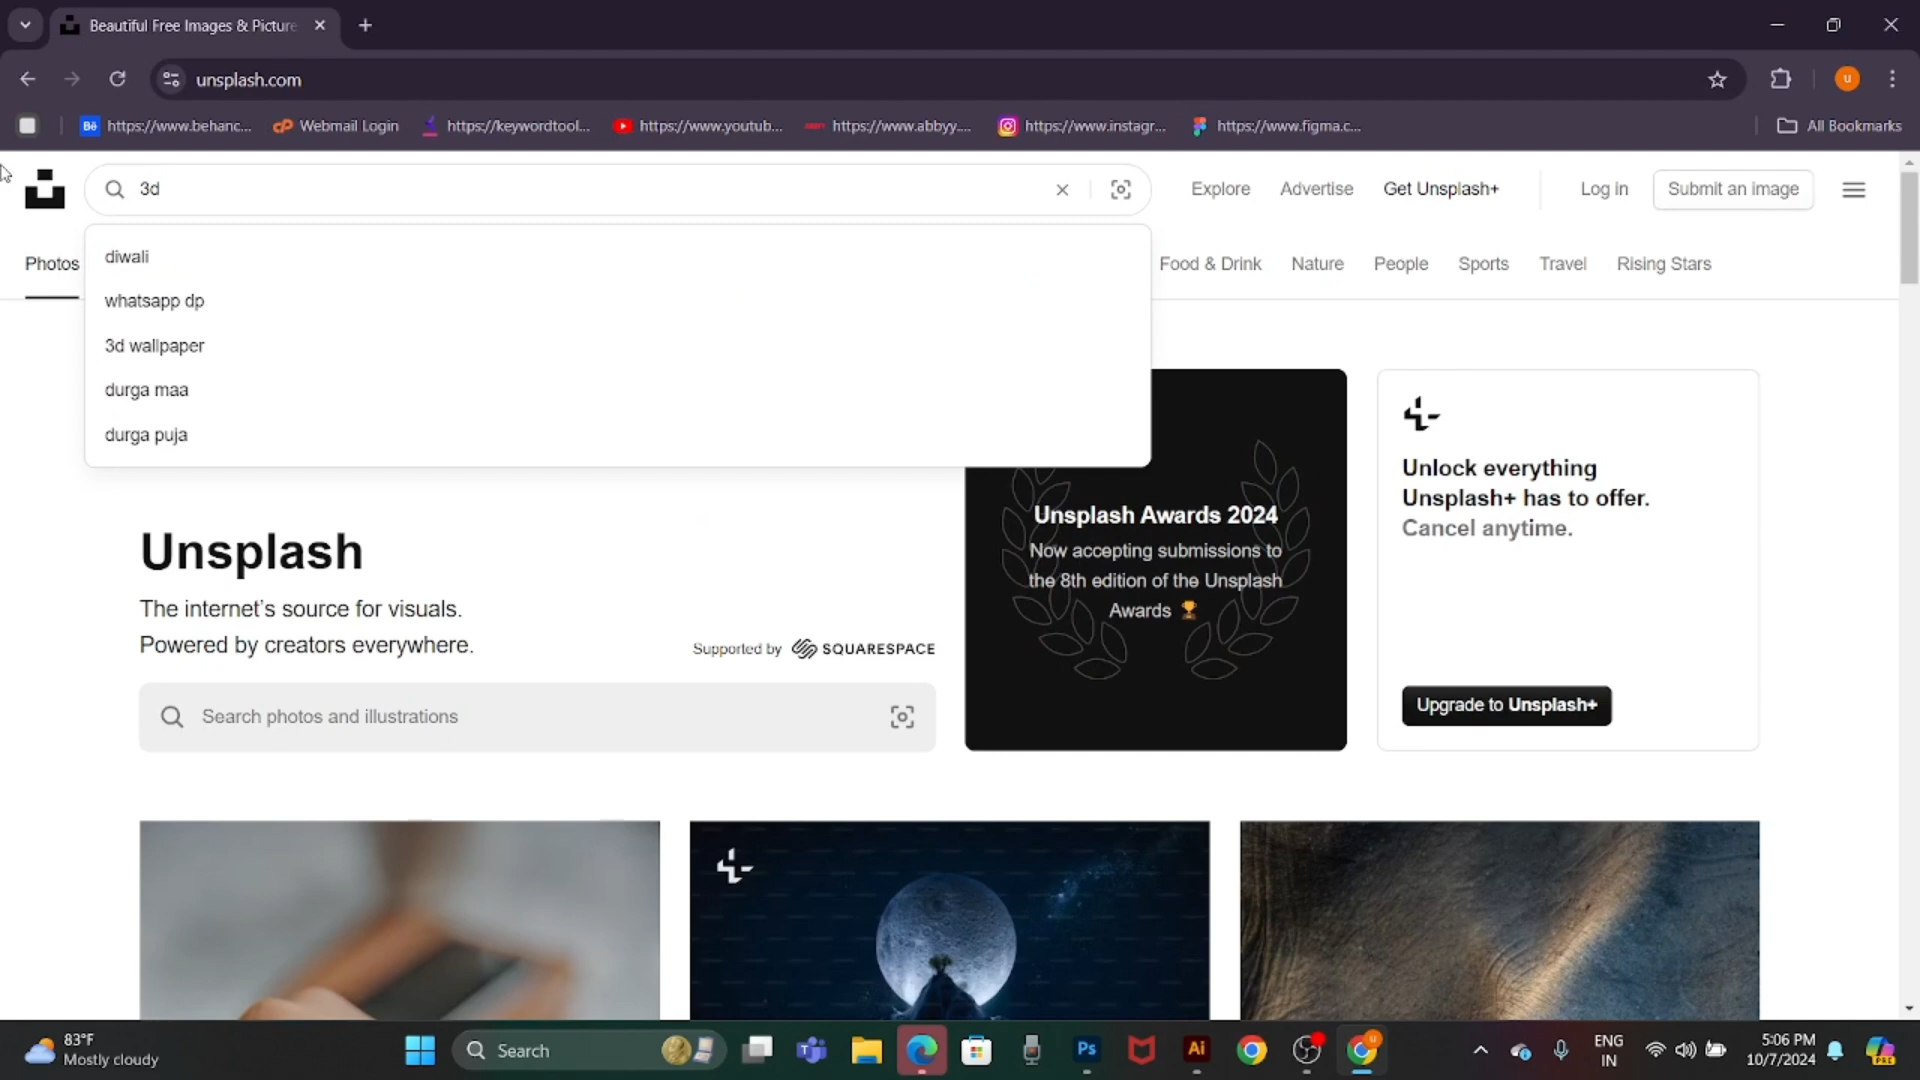 Beautiful Free Images & Picture
unsplash.com
https://www.behanc... Webmail Login https://keywordtool... https://www.youtub... https://www.abbyy.... https://www.instagr... https://www.figma.c... All Bookmarks
3d
Explore Advertise Get Unsplash+ Log in Submit an image
diwali
whatsapp dp
3d wallpaper
durga maa
durga puja
Photos Food & Drink Nature People Sports Travel Rising Stars
Unsplash
The internet's source for visuals.
Powered by creators everywhere.
Supported by SQUARESPACE
Search photos and illustrations
Unsplash Awards 2024
Now accepting submissions to
the 8th edition of the Unsplash
Awards 🏆
Unlock everything
Unsplash+ has to offer.
Cancel anytime.
Upgrade to Unsplash+
83°F
Mostly cloudy
Search
Ps
Ai
ENG
IN
5:06 PM
10/7/2024